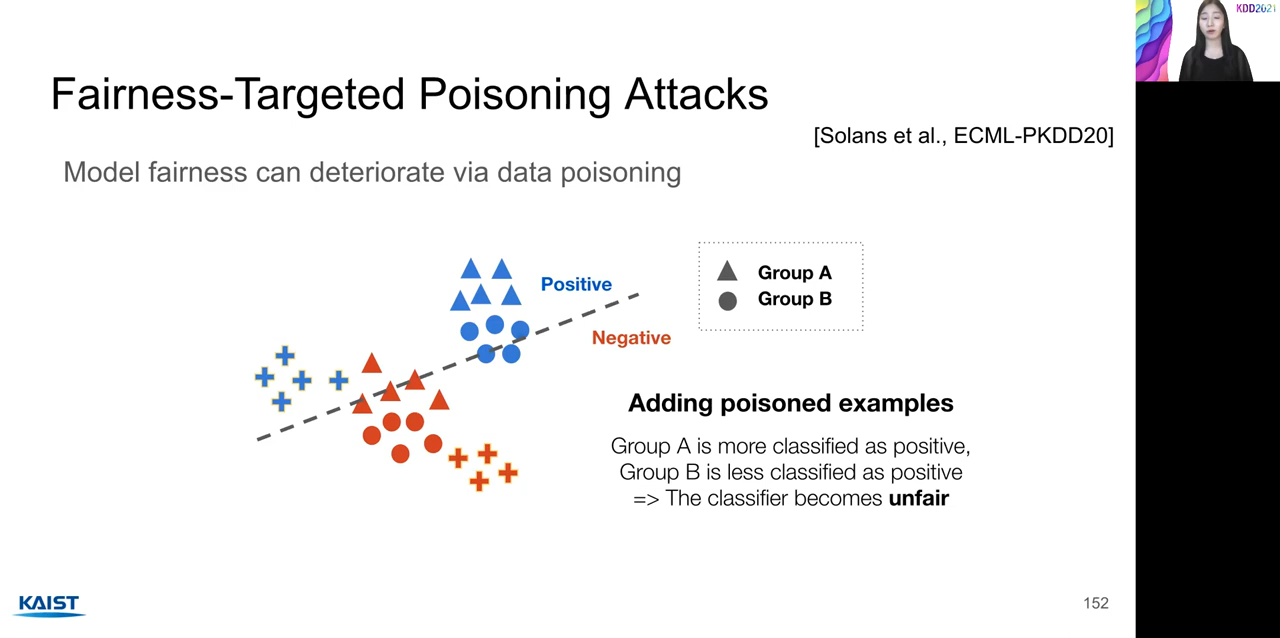 KDD2021
Fairness-Targeted Poisoning Attacks
[Solans et al., ECML-PKDD20]
Model fairness can deteriorate via data poisoning
Positive
Negative
Group A
Group B
Adding poisoned examples
Group A is more classified as positive,
Group B is less classified as positive
=> The classifier becomes unfair
KAIST
152